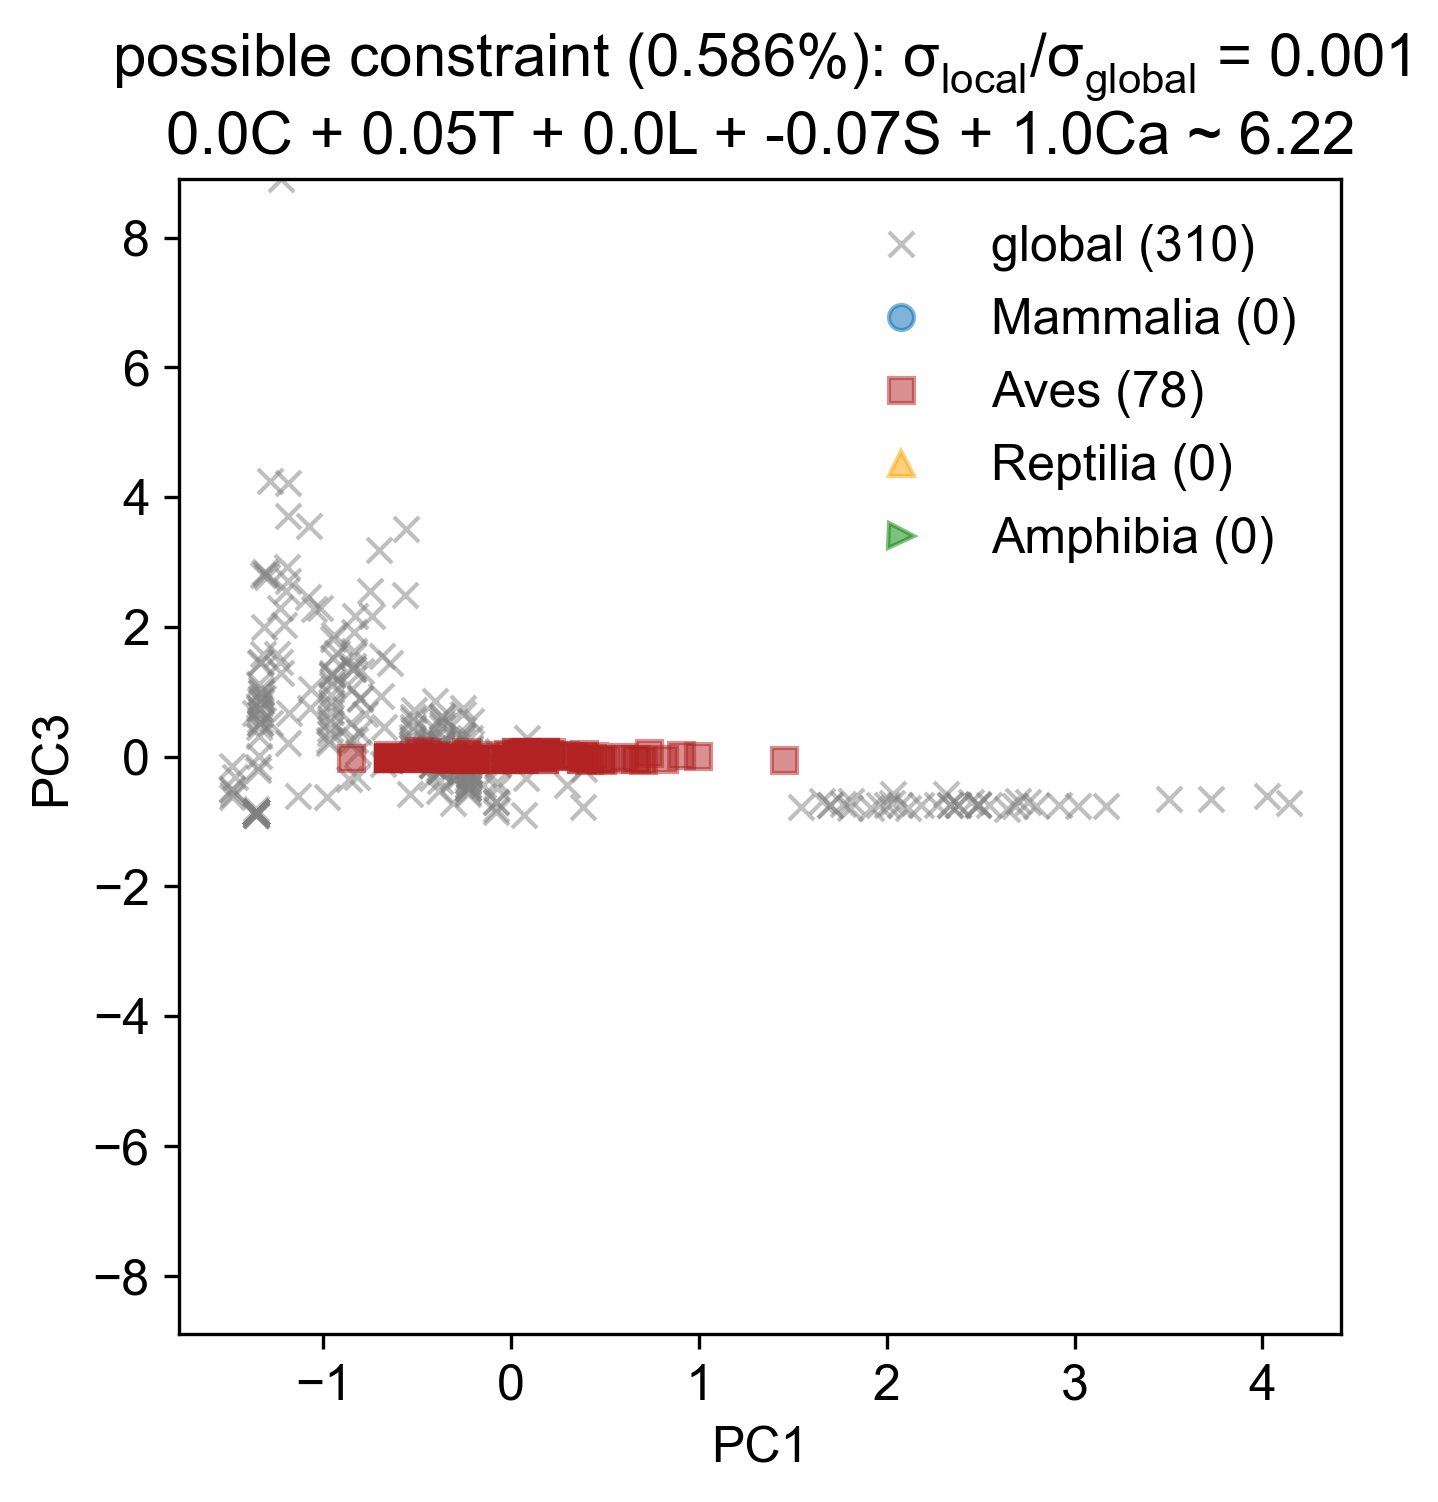 possible constraint (0.586%): σlocal/σglobal = 0.001
0.0C + 0.05T + 0.0L + -0.07S + 1.0Ca ~ 6.22
global (310)
Mammalia (0)
Aves (78)
Reptilia (0)
Amphibia (0)
8
6
4
2
0
−2
−4
−6
−8
PC3
−1 0 1 2 3 4
PC1